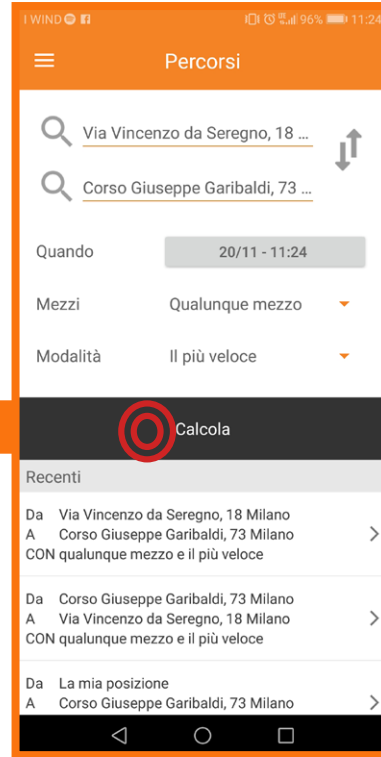 I WIND 96% 11:24
Percorsi
Via Vincenzo da Seregno, 18 ...
Corso Giuseppe Garibaldi, 73 ...
Quando 20/11 - 11:24
Mezzi Qualunque mezzo
Modalità Il più veloce
Calcola
Recenti
Da Via Vincenzo da Seregno, 18 Milano
A Corso Giuseppe Garibaldi, 73 Milano
CON qualunque mezzo e il più veloce
Da Corso Giuseppe Garibaldi, 73 Milano
A Via Vincenzo da Seregno, 18 Milano
CON qualunque mezzo e il più veloce
Da La mia posizione
A Corso Giuseppe Garibaldi, 73 Milano